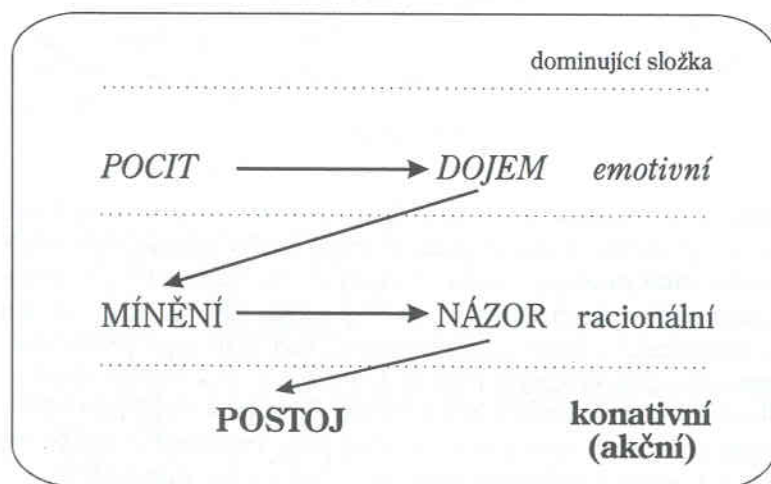 dominující složka
POCIT DOJEM emotivní
MÍNĚNÍ NÁZOR racionální
POSTOJ konativní
(akční)